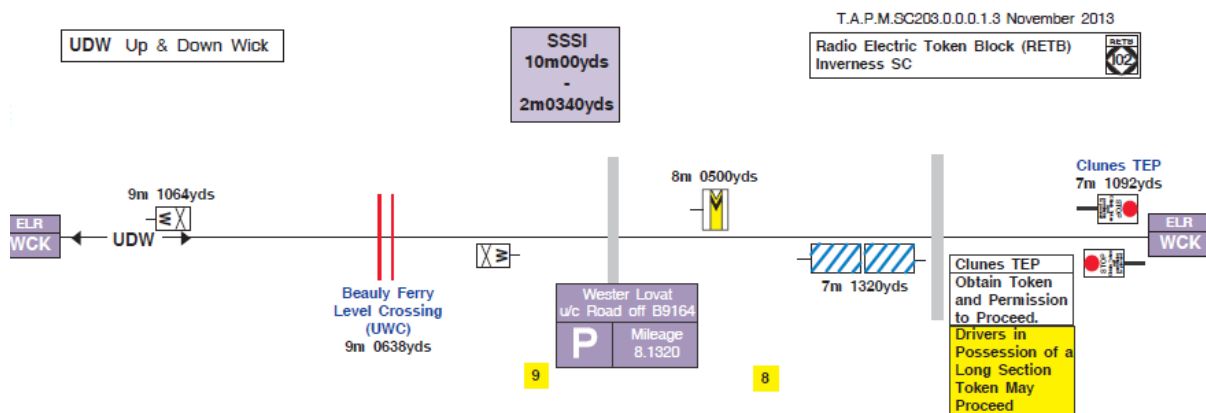 T.A.P.M.SC203.0.0.0.1.3 November 2013
UDW Up & Down Wick
SSSI
10m00yds
-
2m0340yds
Radio Electric Token Block (RETB)
Inverness SC
RETB
102
9m 1064yds
W
8m 0500yds
Clunes TEP
7m 1092yds
STOP
ELR
WCK
UDW
ELR
WCK
W
STOP
7m 1320yds
Beauly Ferry
Level Crossing
(UWC)
9m 0638yds
Wester Lovat
u/c Road off B9164
P
Mileage
8.1320
Clunes TEP
Obtain Token
and Permission
to Proceed.
Drivers in
Possession of a
Long Section
Token May
Proceed
9
8